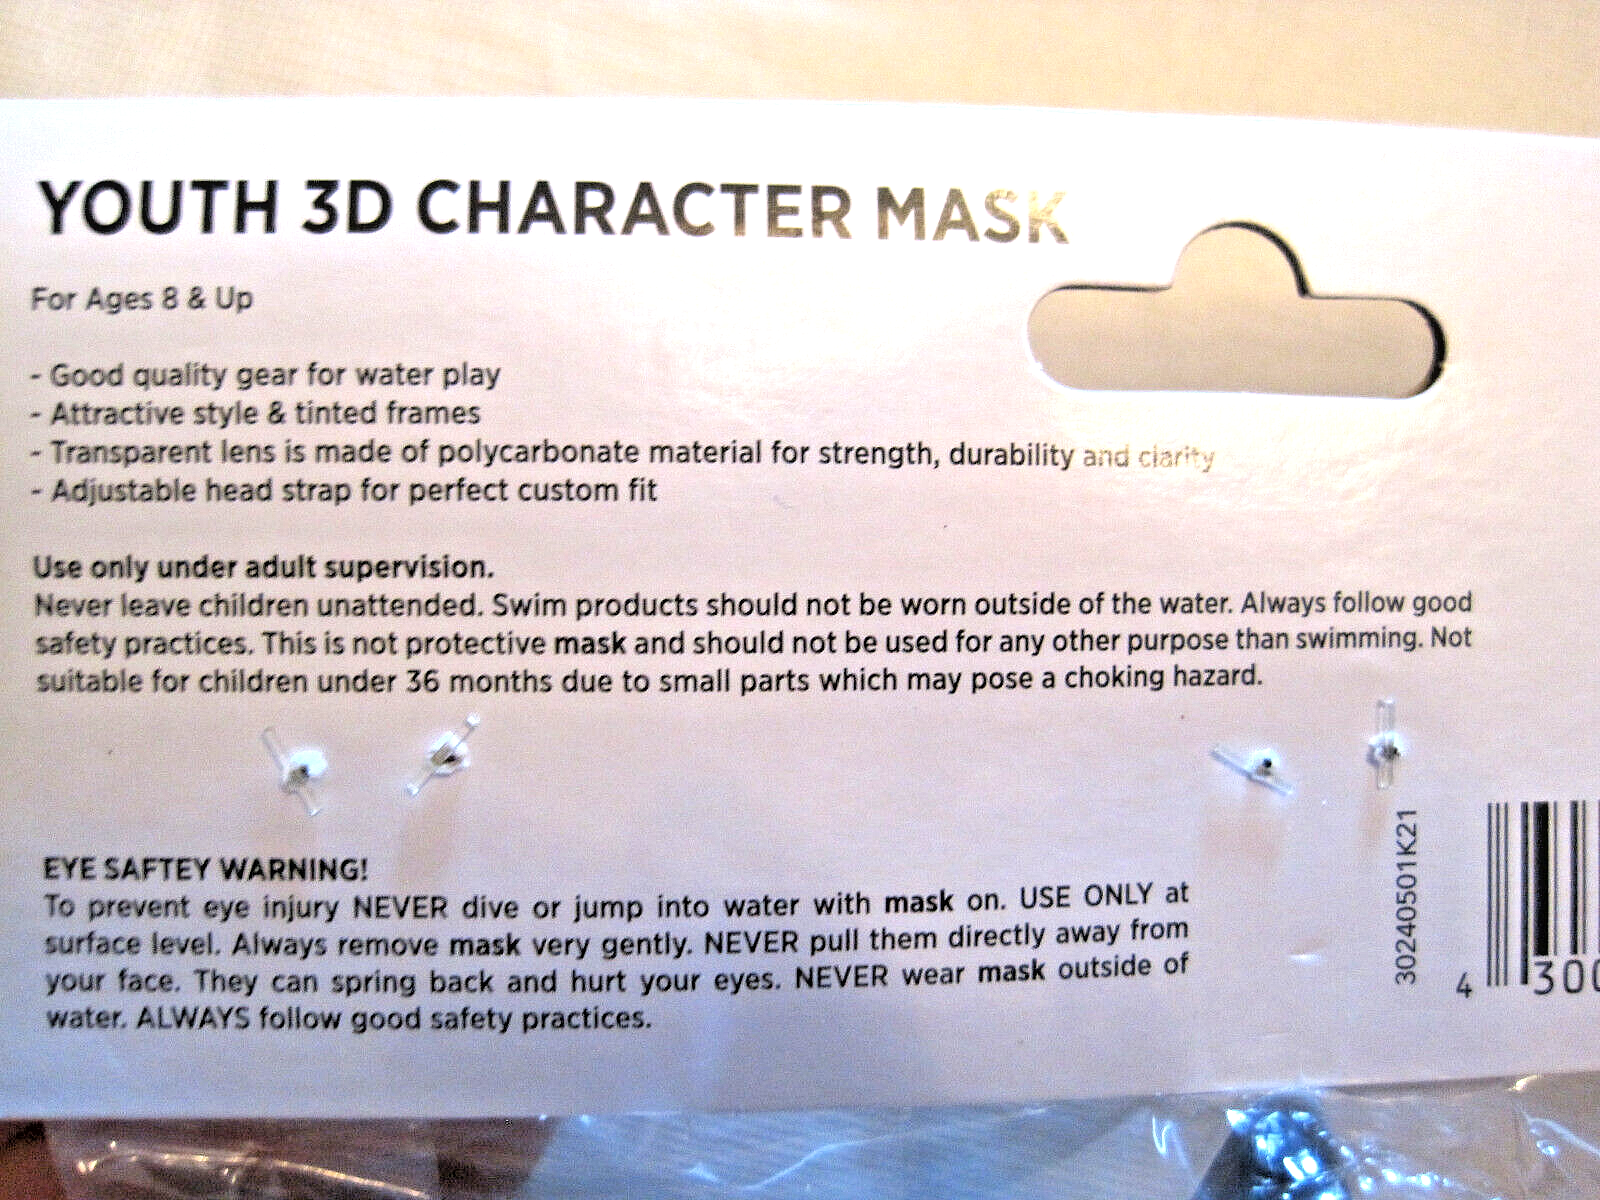 YOUTH 3D CHARACTER MASK
For Ages 8 & Up
- Good quality gear for water play
- Attractive style & tinted frames
- Transparent lens is made of polycarbonate material for strength, durability and clarity
- Adjustable head strap for perfect custom fit
Use only under adult supervision.
Never leave children unattended. Swim products should not be worn outside of the water. Always follow good
safety practices. This is not protective mask and should not be used for any other purpose than swimming. Not
suitable for children under 36 months due to small parts which may pose a choking hazard.
EYE SAFTEY WARNING!
To prevent eye injury NEVER dive or jump into water with mask on. USE ONLY at
surface level. Always remove mask very gently. NEVER pull them directly away from
your face. They can spring back and hurt your eyes. NEVER wear mask outside of
water. ALWAYS follow good safety practices.
30240501K21
4 300